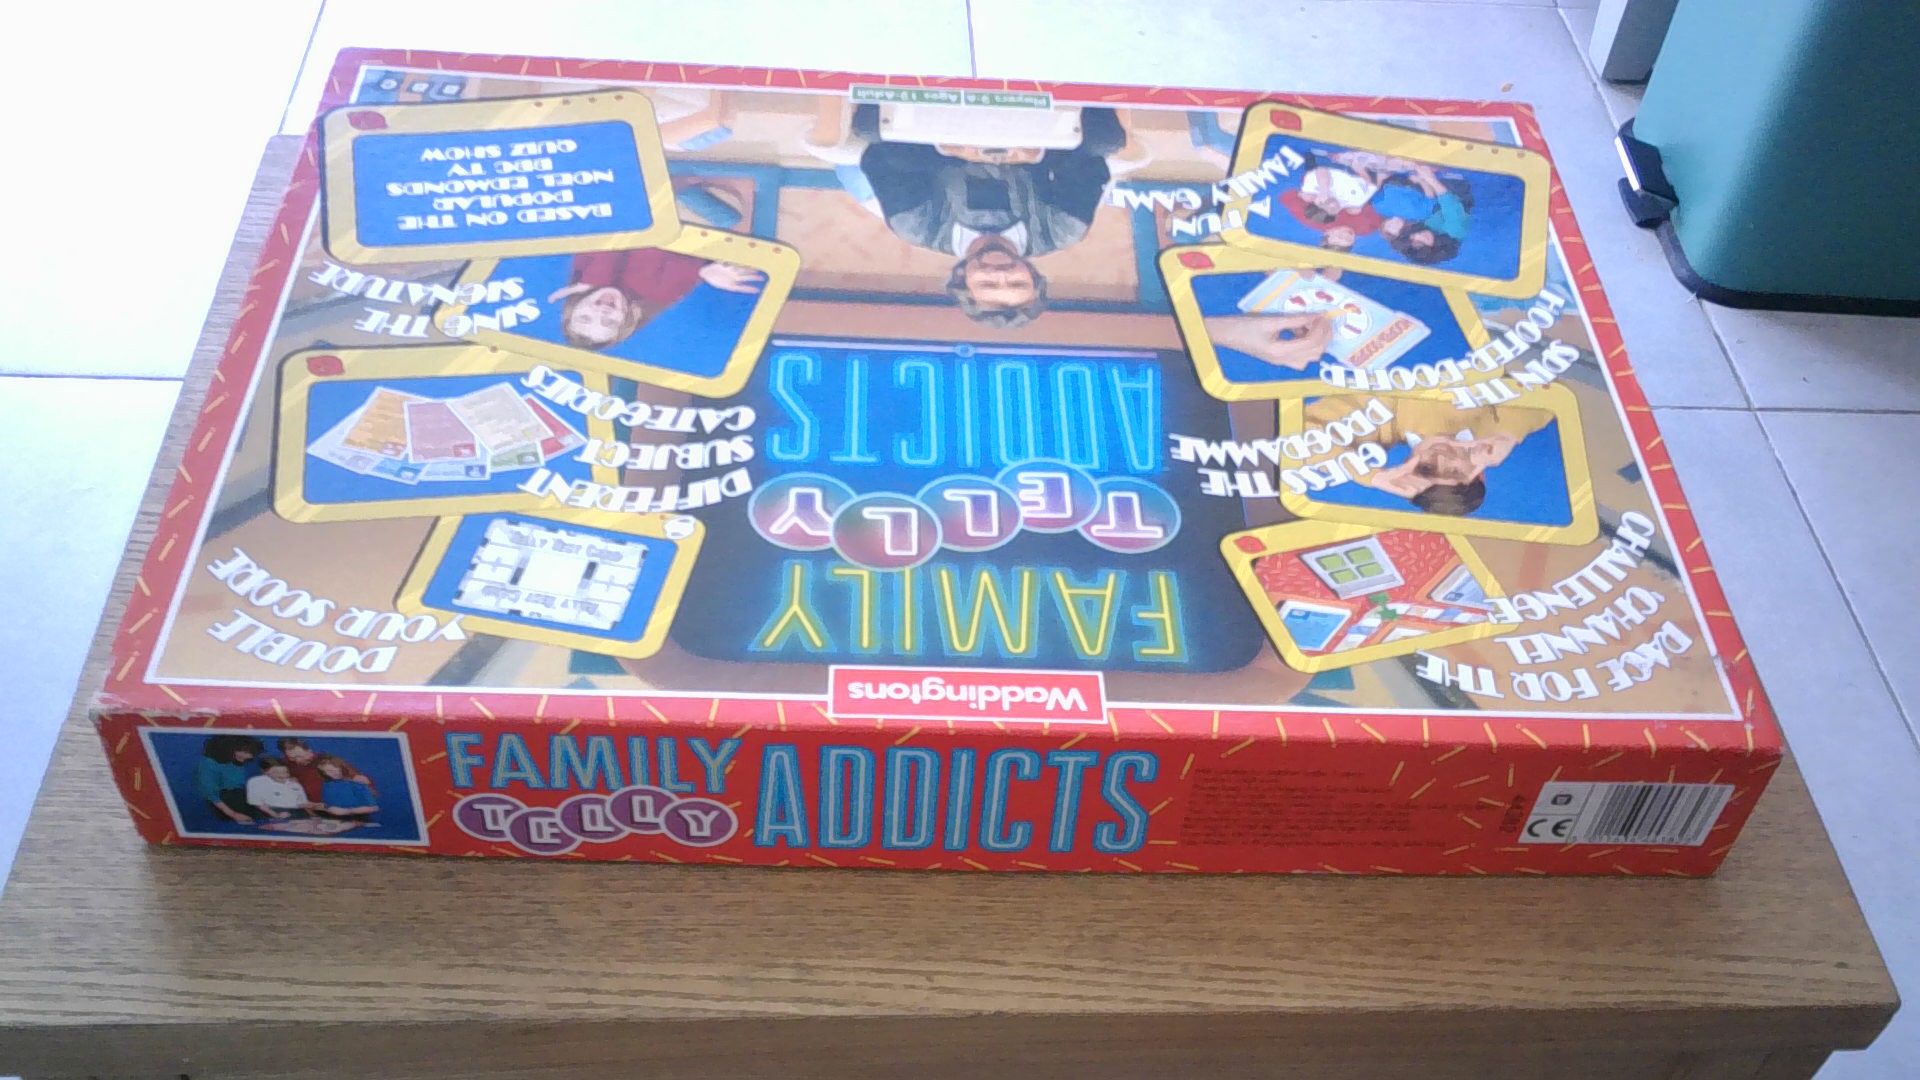 Waddingtons
FAMILY
TELLY
ADDICTS
RACE FOR THE
'CHANNEL
CHALLENGE'
GUESS THE
PROGRAMME
SPIN THE
'HOOFER-DOOFER'
A FUN
FAMILY GAME
DOUBLE
YOUR SCORE
DIFFERENT
SUBJECT
CATEGORIES
SING THE
SIGNATURE
BASED ON THE
POPULAR
NOEL EDMONDS
BBC TV
QUIZ SHOW
Players 2-6 Ages 12-Adult
FAMILY
TELLY
ADDICTS
CE